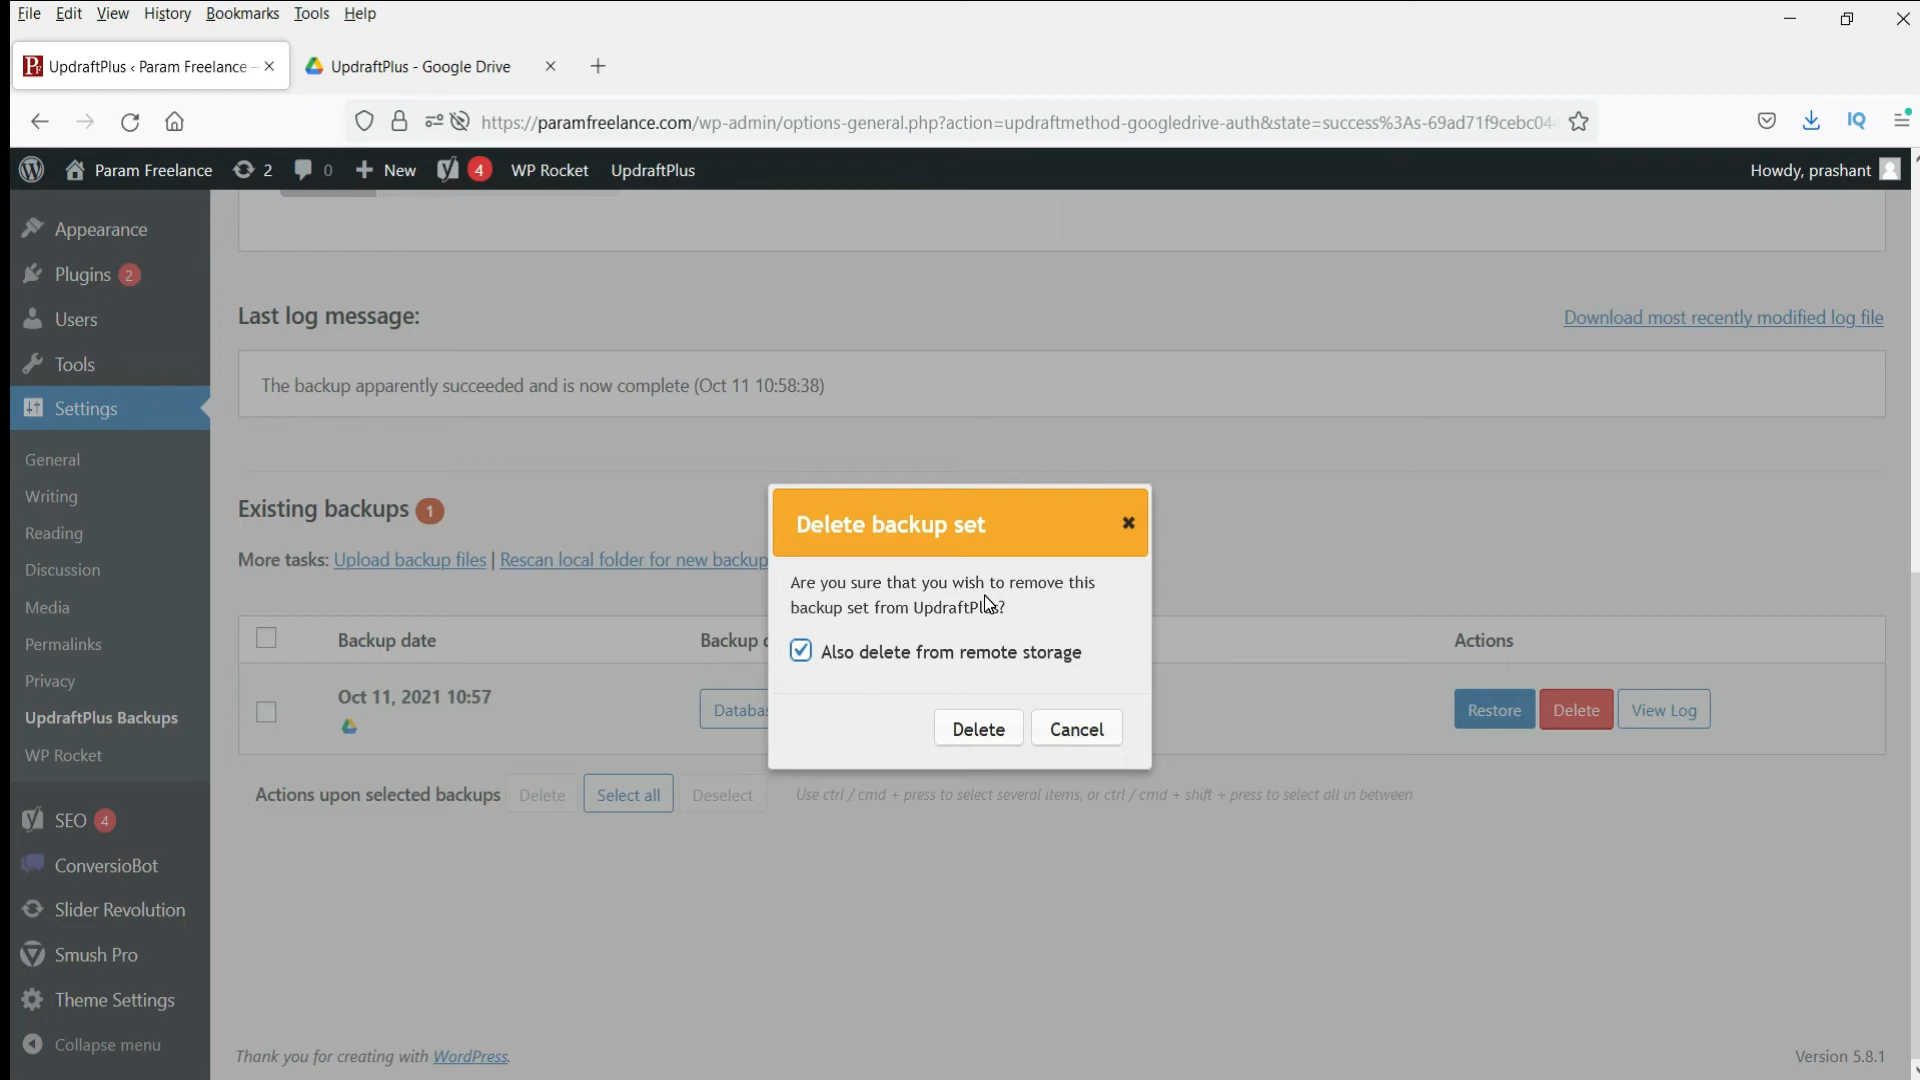 File Edit View History Bookmarks Tools Help
UpdraftPlus ‹ Param Freelance –
UpdraftPlus - Google Drive
https://paramfreelance.com/wp-admin/options-general.php?action=updraftmethod-googledrive-auth&state=success%3As-69ad71f9cebc04
IQ
Param Freelance 2 0 New 4 WP Rocket UpdraftPlus Howdy, prashant
Appearance
Plugins 2
Users
Tools
Settings
General
Writing
Reading
Discussion
Media
Permalinks
Privacy
UpdraftPlus Backups
WP Rocket
SEO 4
ConversioBot
Slider Revolution
Smush Pro
Theme Settings
Collapse menu
Last log message:
Download most recently modified log file
The backup apparently succeeded and is now complete (Oct 11 10:58:38)
Existing backups 1
More tasks: Upload backup files | Rescan local folder for new backup
Backup date Backup Actions
Oct 11, 2021 10:57
Restore Delete View Log
Delete backup set
Are you sure that you wish to remove this
backup set from UpdraftPlus?
Also delete from remote storage
Delete Cancel
Actions upon selected backups Delete Select all Deselect Use ctrl / cmd + press to select several items, or ctrl / cmd + shift + press to select all in between
Thank you for creating with WordPress.
Version 5.8.1